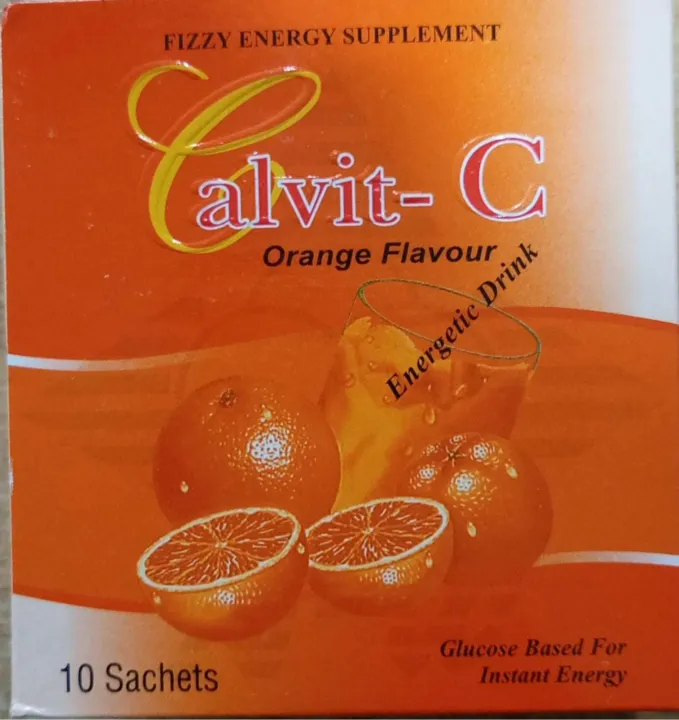 FIZZY ENERGY SUPPLEMENT
Calvit- C
Orange Flavour
Energetic Drink
Glucose Based For
Instant Energy
10 Sachets